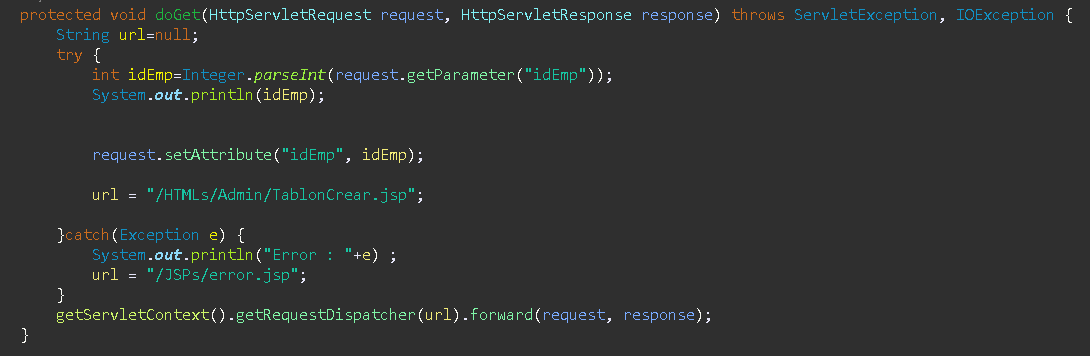 protected void doGet(HttpServletRequest request, HttpServletResponse response) throws ServletException, IOException {
String url=null;
try {
int idEmp=Integer.parseInt(request.getParameter("idEmp"));
System.out.println(idEmp);
request.setAttribute("idEmp", idEmp);
url = "/HTMLs/Admin/TablonCrear.jsp";
}catch(Exception e) {
System.out.println("Error : "+e) ;
url = "/JSPs/error.jsp";
}
getServletContext().getRequestDispatcher(url).forward(request, response);
}